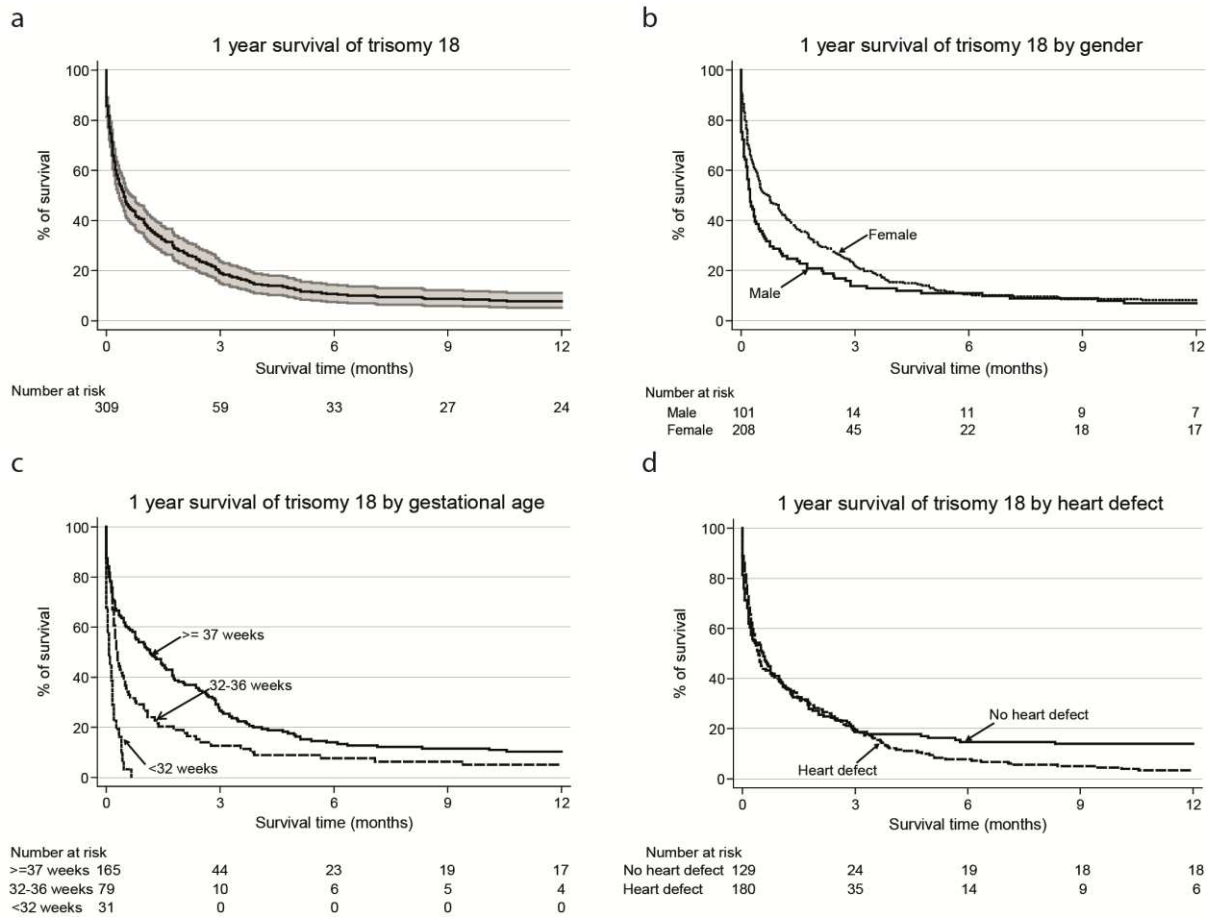 a
1 year survival of trisomy 18
100
80
60
40
20
0
% of survival
0 3 6 9 12
Survival time (months)
Number at risk
309 59 33 27 24
b
1 year survival of trisomy 18 by gender
100
80
60
40
20
0
% of survival
Female
Male
0 3 6 9 12
Survival time (months)
Number at risk
Male 101 14 11 9 7
Female 208 45 22 18 17
c
1 year survival of trisomy 18 by gestational age
100
80
60
40
20
0
% of survival
>= 37 weeks
32-36 weeks
<32 weeks
0 3 6 9 12
Survival time (months)
Number at risk
>=37 weeks 165 44 23 19 17
32-36 weeks 79 10 6 5 4
<32 weeks 31 0 0 0 0
d
1 year survival of trisomy 18 by heart defect
100
80
60
40
20
0
% of survival
No heart defect
Heart defect
0 3 6 9 12
Survival time (months)
Number at risk
No heart defect 129 24 19 18 18
Heart defect 180 35 14 9 6